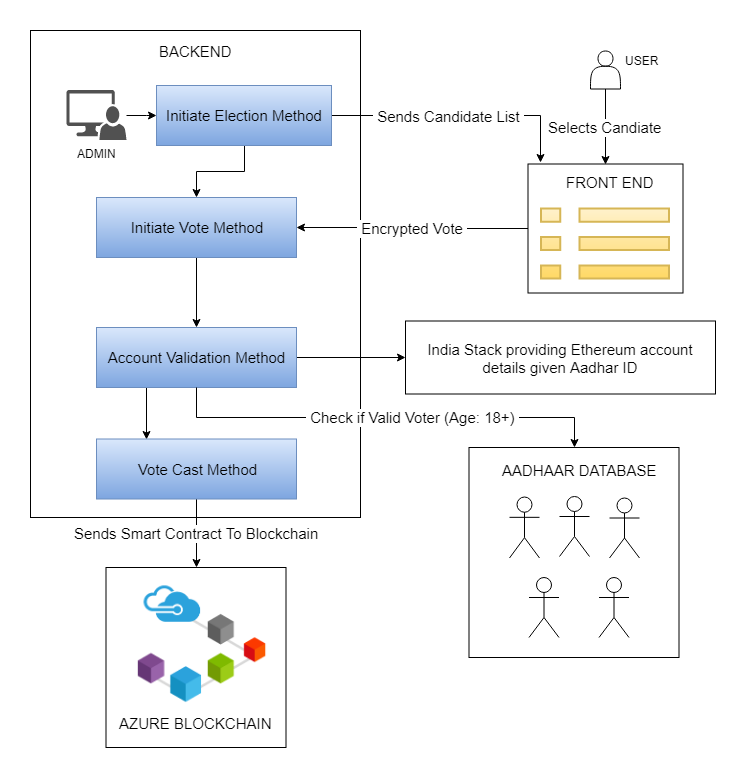 BACKEND
USER
ADMIN
Initiate Election Method
Sends Candidate List
Selects Candiate
FRONT END
Initiate Vote Method
Encrypted Vote
Account Validation Method
India Stack providing Ethereum account
details given Aadhar ID
Check if Valid Voter (Age: 18+)
Vote Cast Method
AADHAAR DATABASE
Sends Smart Contract To Blockchain
AZURE BLOCKCHAIN